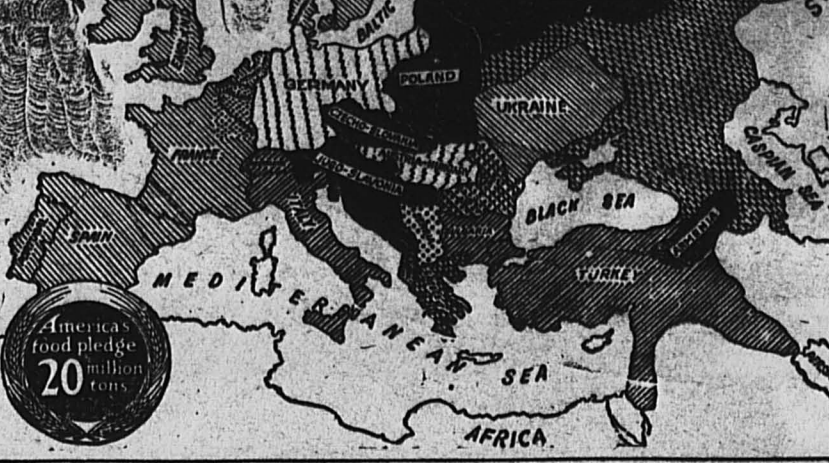 BALTIC
GERMANY
POLAND
UKRAINE
CZECHO-SLOVAKIA
FRANCE
JUGO-SLAVIA
CASPIAN SEA
ITALY
BLACK SEA
SPAIN
TURKEY
MEDITERRANEAN SEA
America's
food pledge
20 million
tons
AFRICA